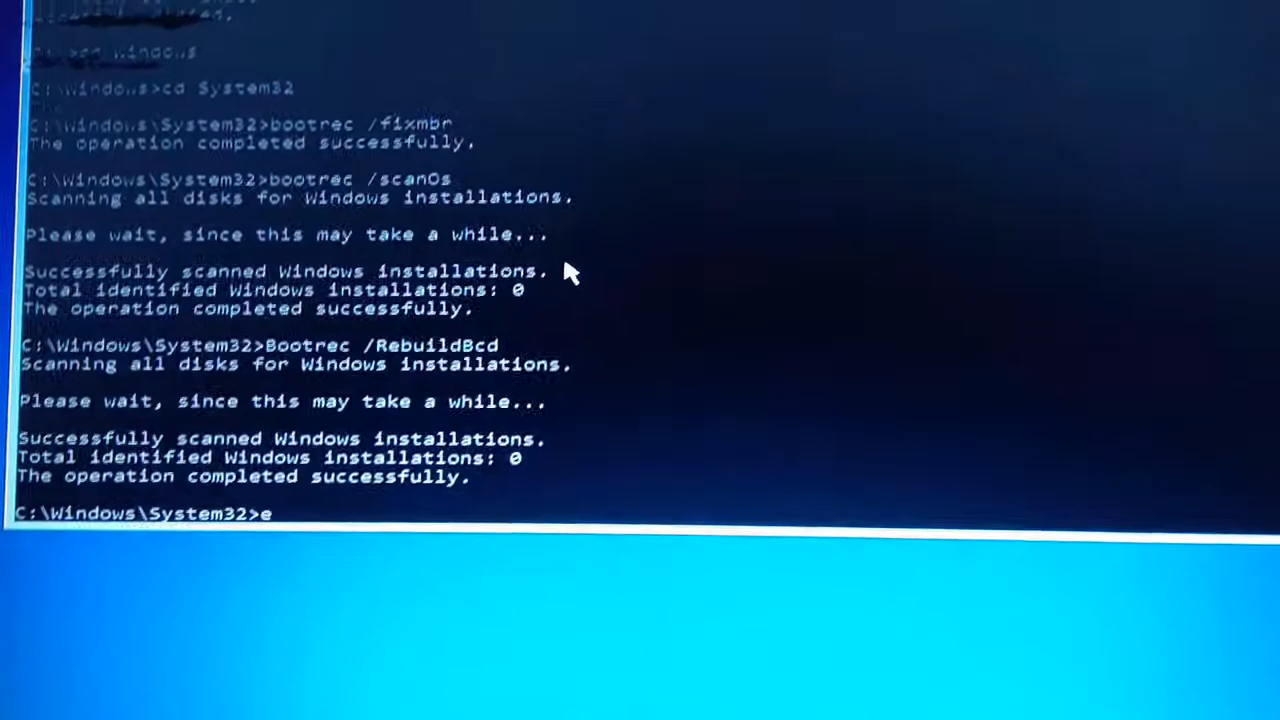 C:\Windows>cd System32
The
C:\Windows\System32>bootrec /fixmbr
The operation completed successfully.
C:\Windows\System32>bootrec /scanOs
Scanning all disks for Windows installations.
Please wait, since this may take a while...
Successfully scanned Windows installations.
Total identified Windows installations: 0
The operation completed successfully.
C:\Windows\System32>Bootrec /RebuildBcd
Scanning all disks for Windows installations.
Please wait, since this may take a while...
Successfully scanned Windows installations.
Total identified Windows installations: 0
The operation completed successfully.
C:\Windows\System32>e